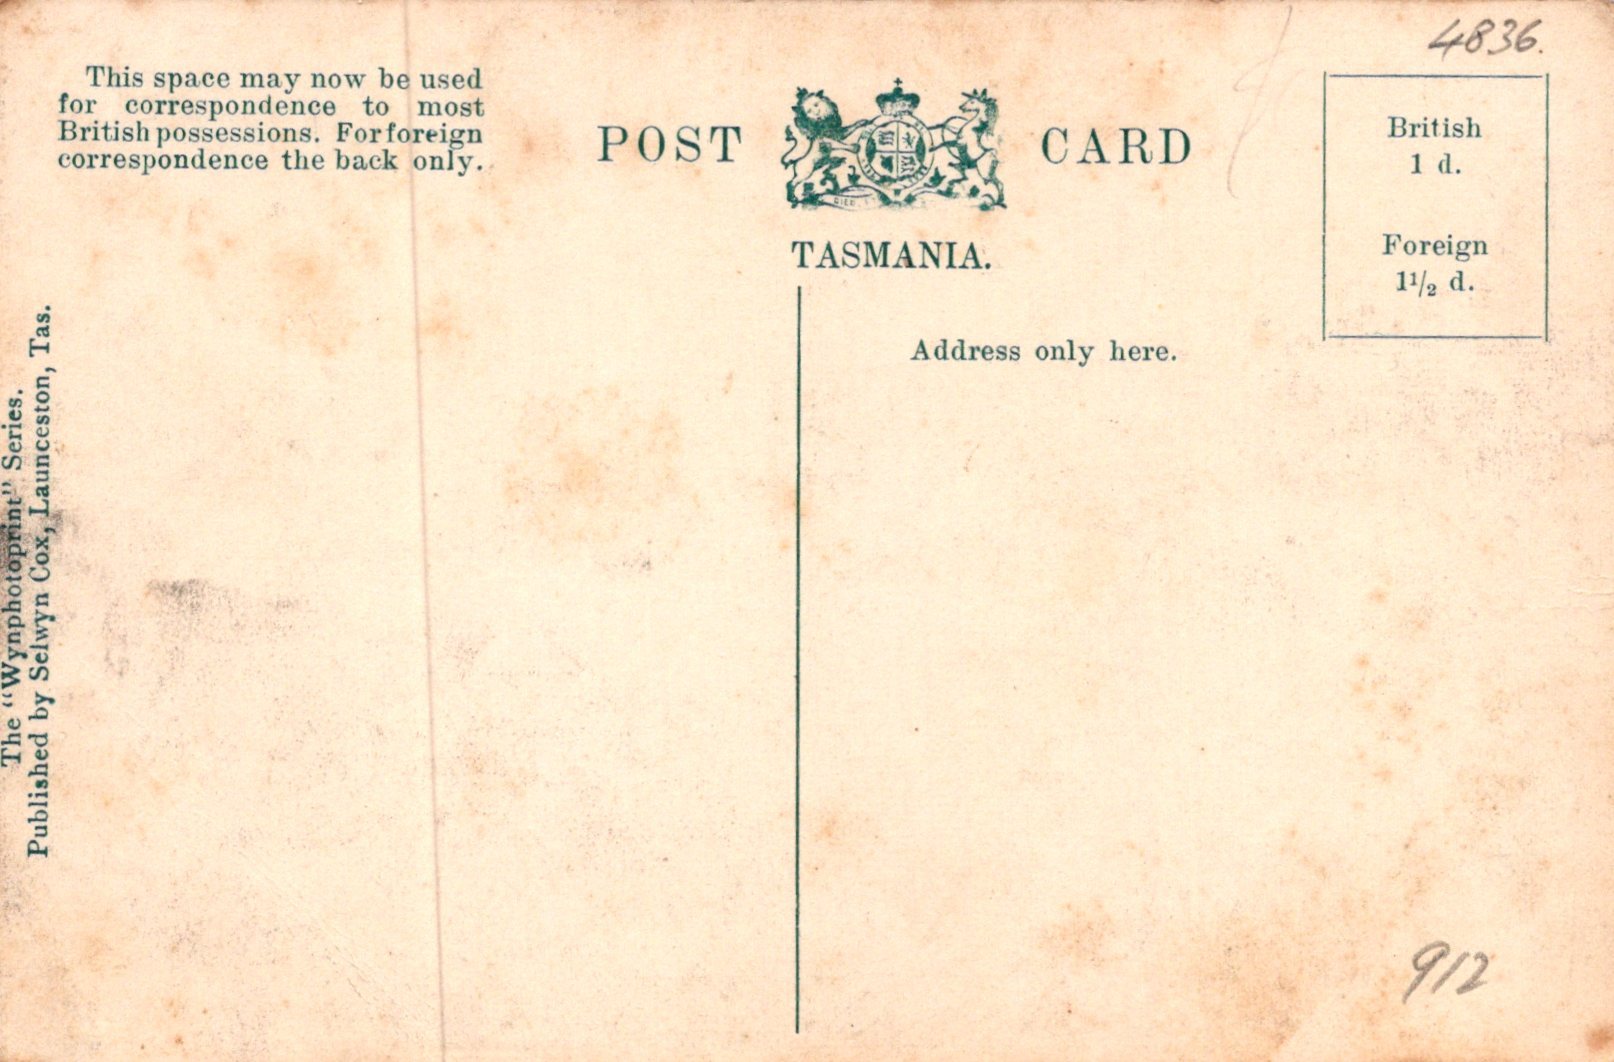 4836.
This space may now be used
for correspondence to most
British possessions. For foreign
correspondence the back only.
POST CARD
TASMANIA.
British
1 d.
Foreign
1 1/2 d.
Address only here.
The "Wynphotoprint" Series.
Published by Selwyn Cox, Launceston, Tas.
912